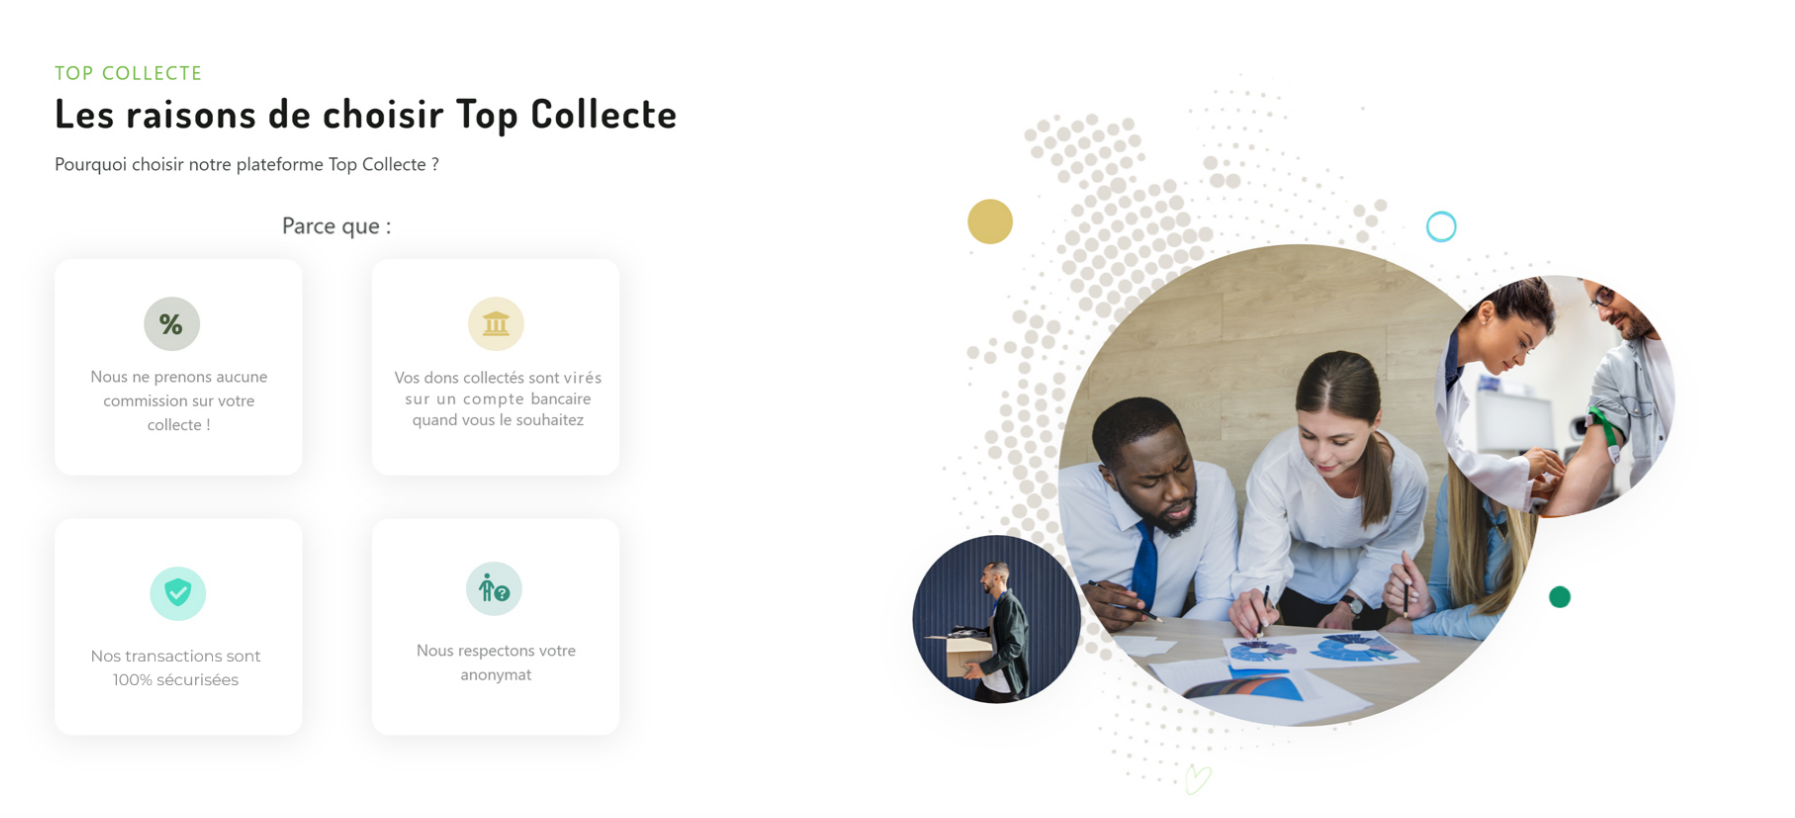 TOP COLLECTE
Les raisons de choisir Top Collecte
Pourquoi choisir notre plateforme Top Collecte ?
Parce que :
%
Nous ne prenons aucune
commission sur votre
collecte !
Vos dons collectés sont virés
sur un compte bancaire
quand vous le souhaitez
Nos transactions sont
100% sécurisées
?
Nous respectons votre
anonymat